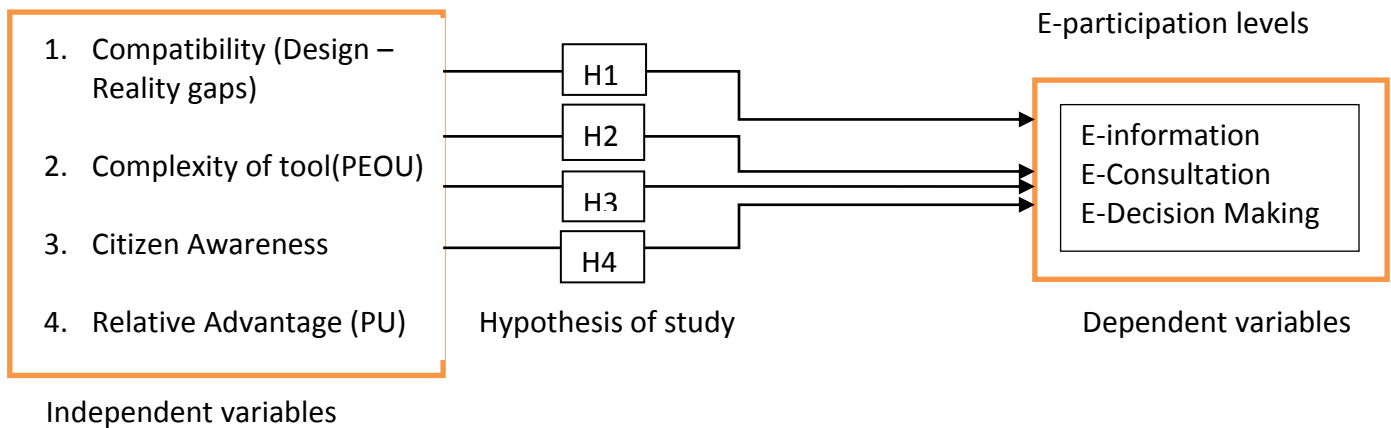 1. Compatibility (Design –
Reality gaps)
2. Complexity of tool(PEOU)
3. Citizen Awareness
4. Relative Advantage (PU)
Independent variables
H1
H2
H3
H4
Hypothesis of study
E-participation levels
E-information
E-Consultation
E-Decision Making
Dependent variables